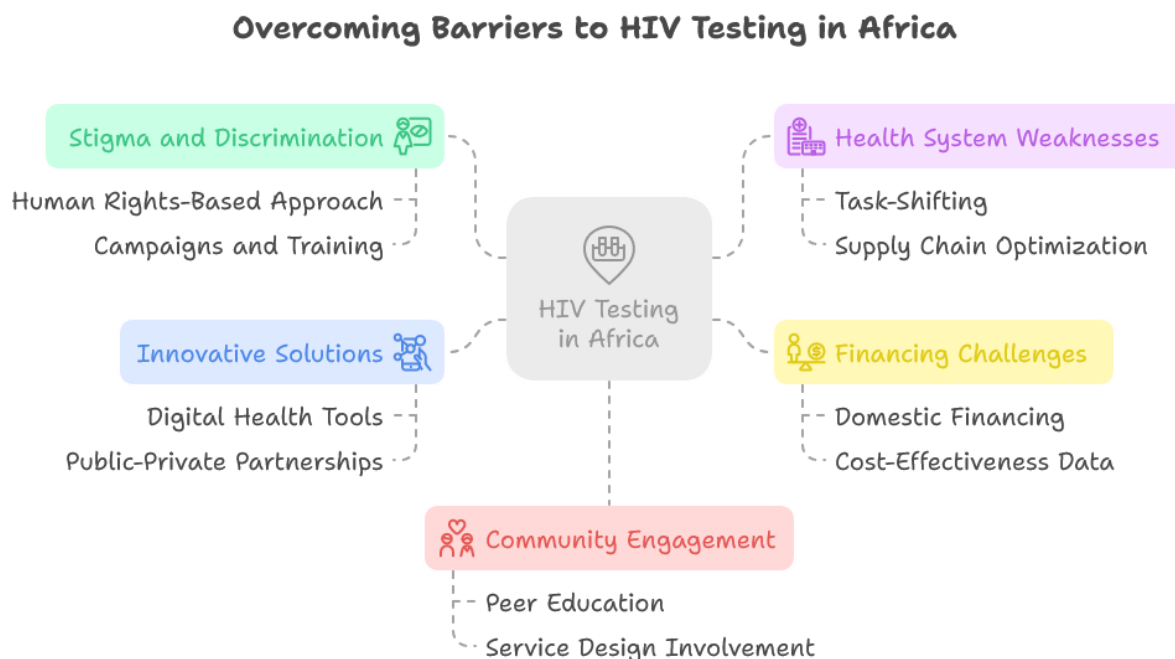 Overcoming Barriers to HIV Testing in Africa
Stigma and Discrimination
Human Rights-Based Approach
Campaigns and Training
Health System Weaknesses
Task-Shifting
Supply Chain Optimization
HIV Testing
in Africa
Innovative Solutions
Digital Health Tools
Public-Private Partnerships
Financing Challenges
Domestic Financing
Cost-Effectiveness Data
Community Engagement
Peer Education
Service Design Involvement